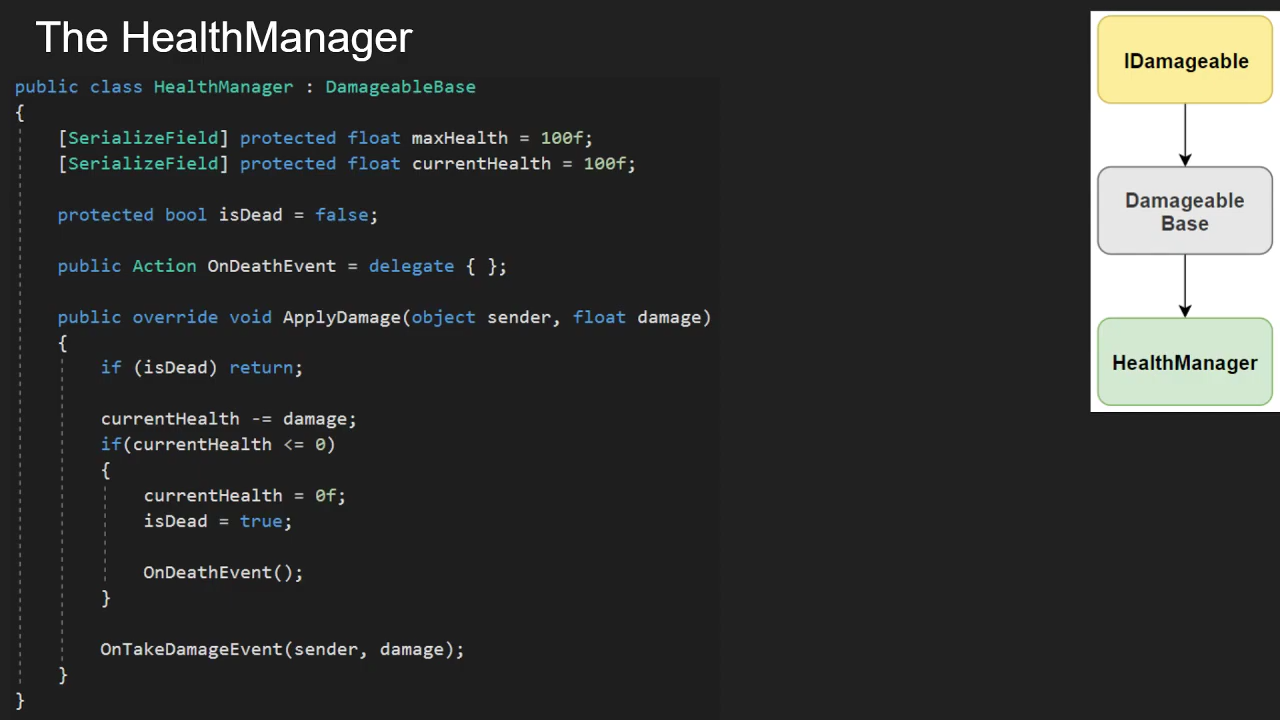 The HealthManager
public class HealthManager : DamageableBase
{
[SerializeField] protected float maxHealth = 100f;
[SerializeField] protected float currentHealth = 100f;
protected bool isDead = false;
public Action OnDeathEvent = delegate { };
public override void ApplyDamage(object sender, float damage)
{
if (isDead) return;
currentHealth -= damage;
if(currentHealth <= 0)
{
currentHealth = 0f;
isDead = true;
OnDeathEvent();
}
OnTakeDamageEvent(sender, damage);
}
}
IDamageable
Damageable
Base
HealthManager